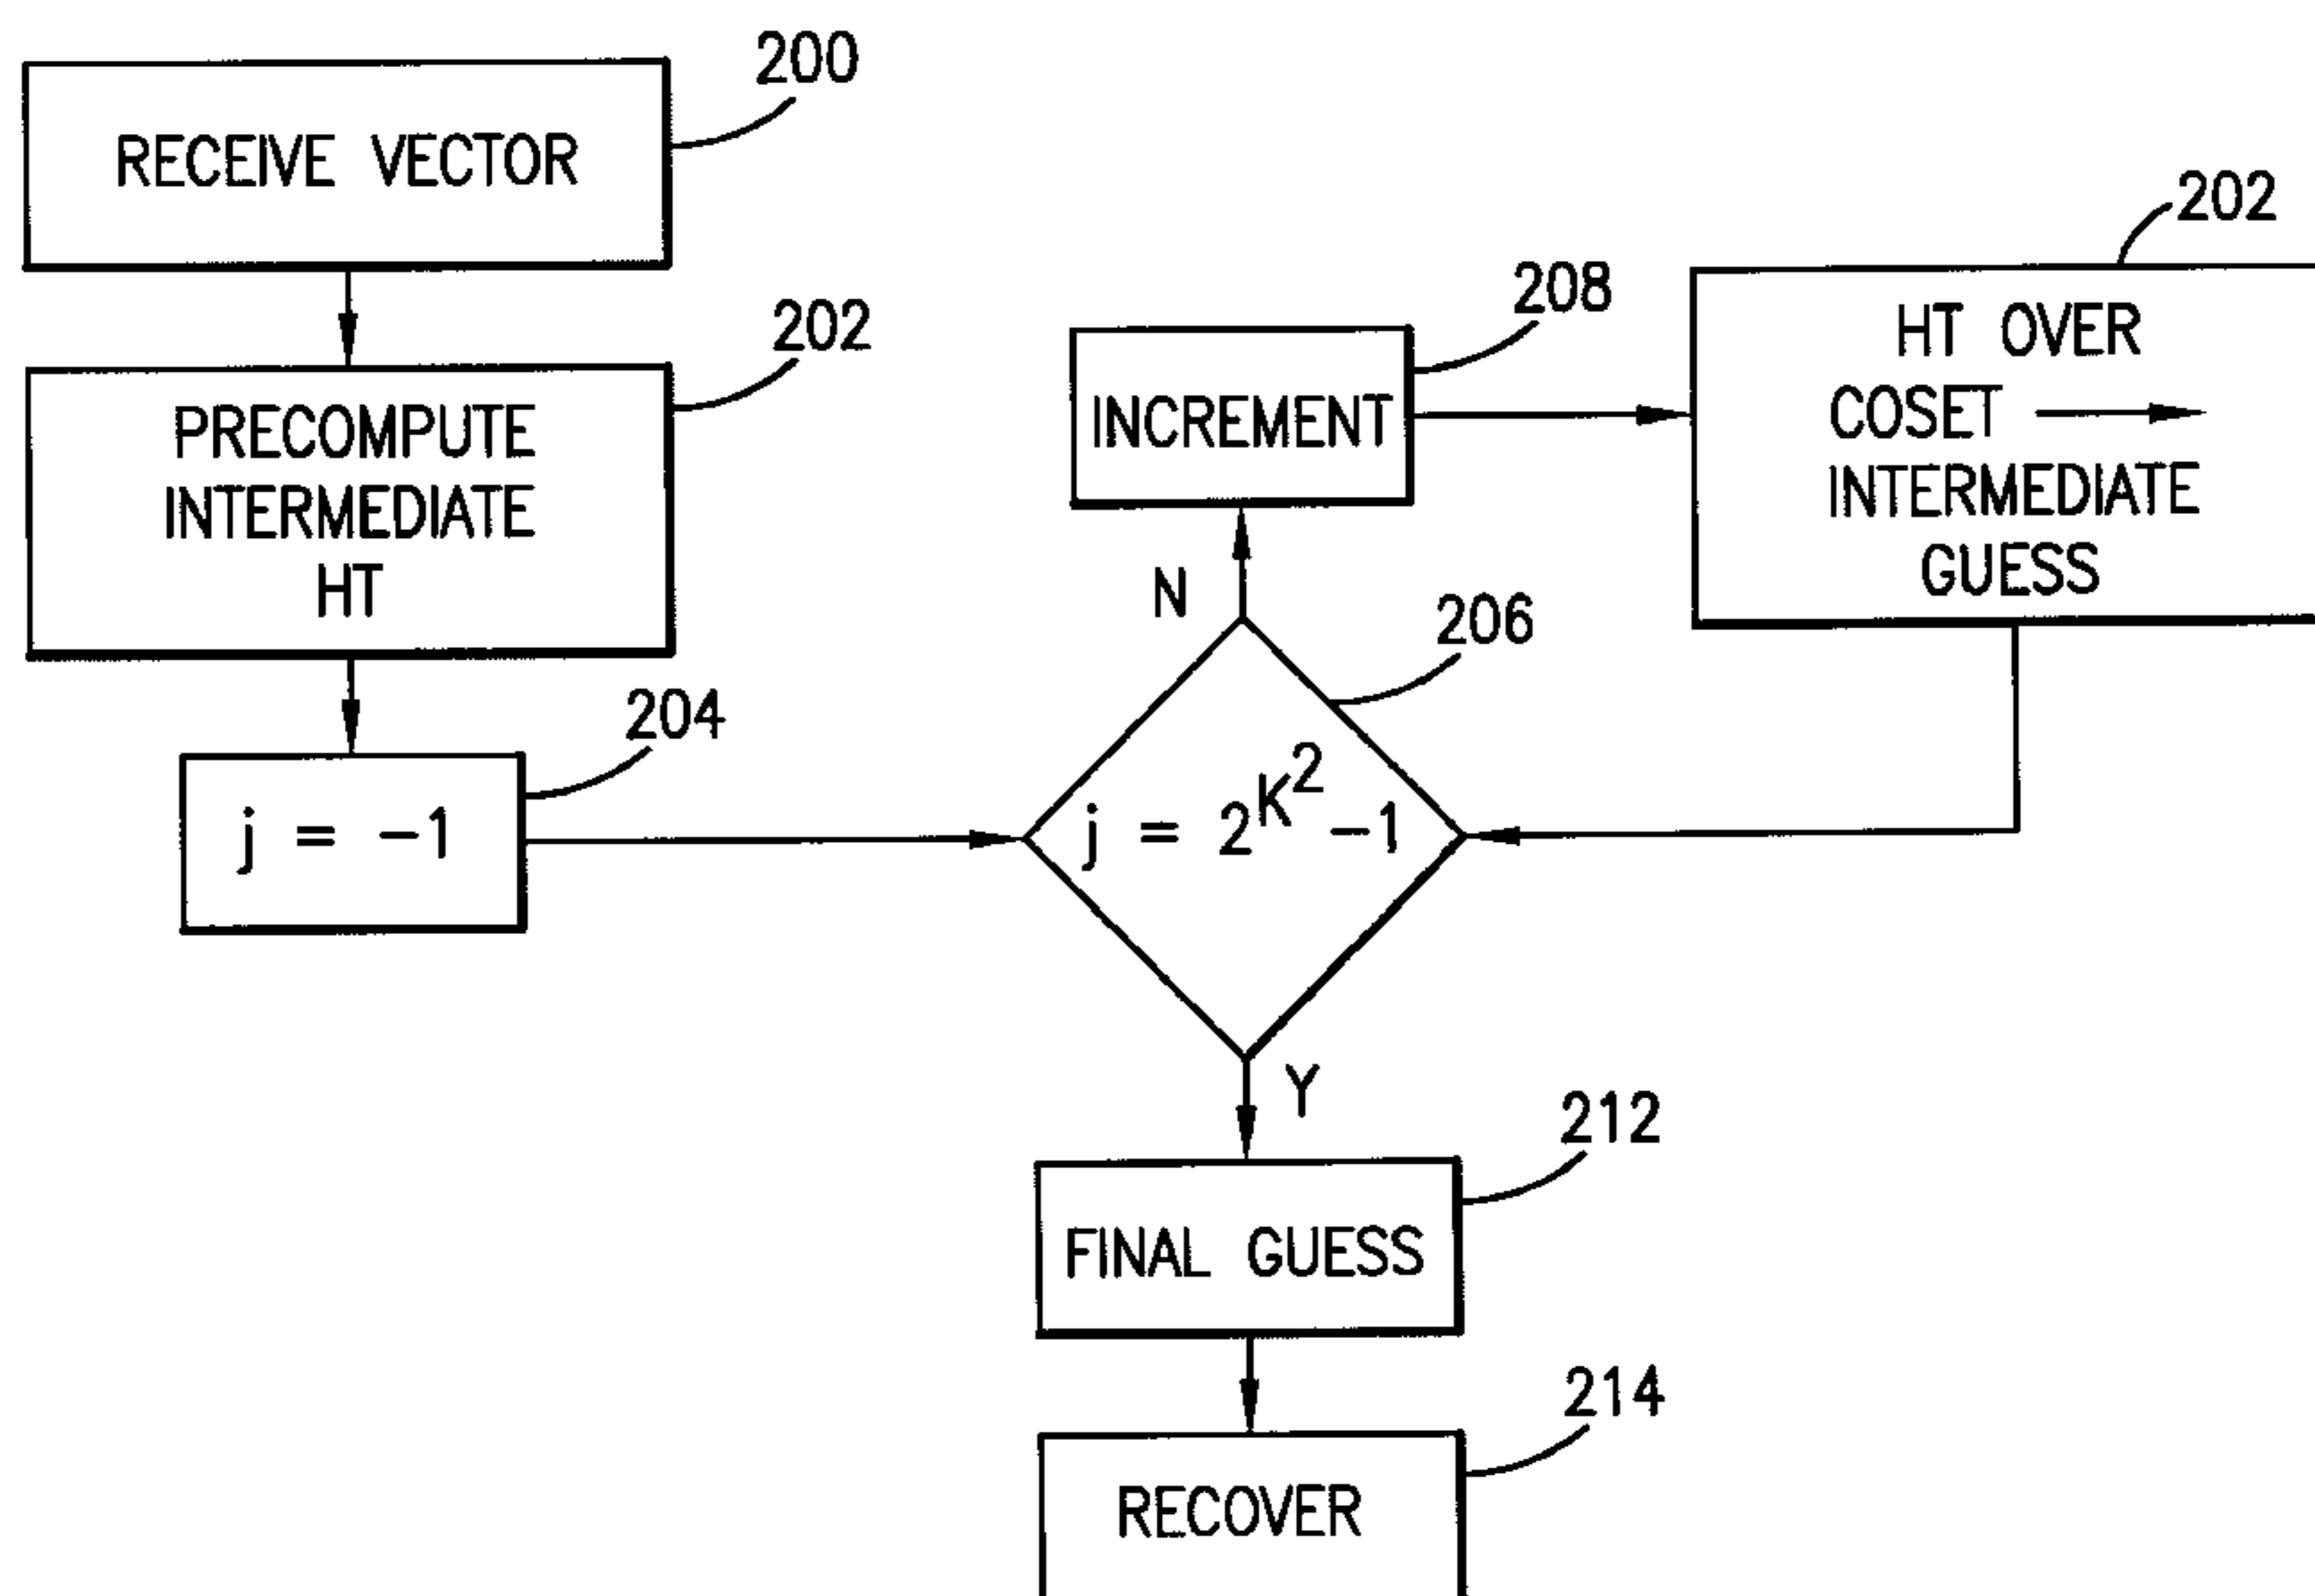 200
RECEIVE VECTOR
202
PRECOMPUTE
INTERMEDIATE
HT
204
j = -1
208
INCREMENT
202
HT OVER
COSET →
INTERMEDIATE
GUESS
N
206
j = 2^K^2 -1
Y
212
FINAL GUESS
214
RECOVER